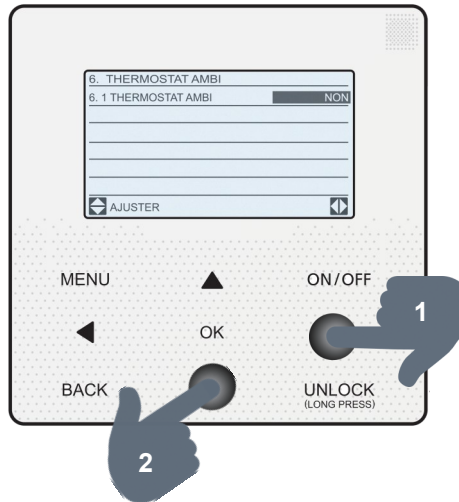 6. THERMOSTAT AMBI
6. 1 THERMOSTAT AMBI NON
AJUSTER
MENU
ON/OFF
1
OK
BACK
UNLOCK
(LONG PRESS)
2